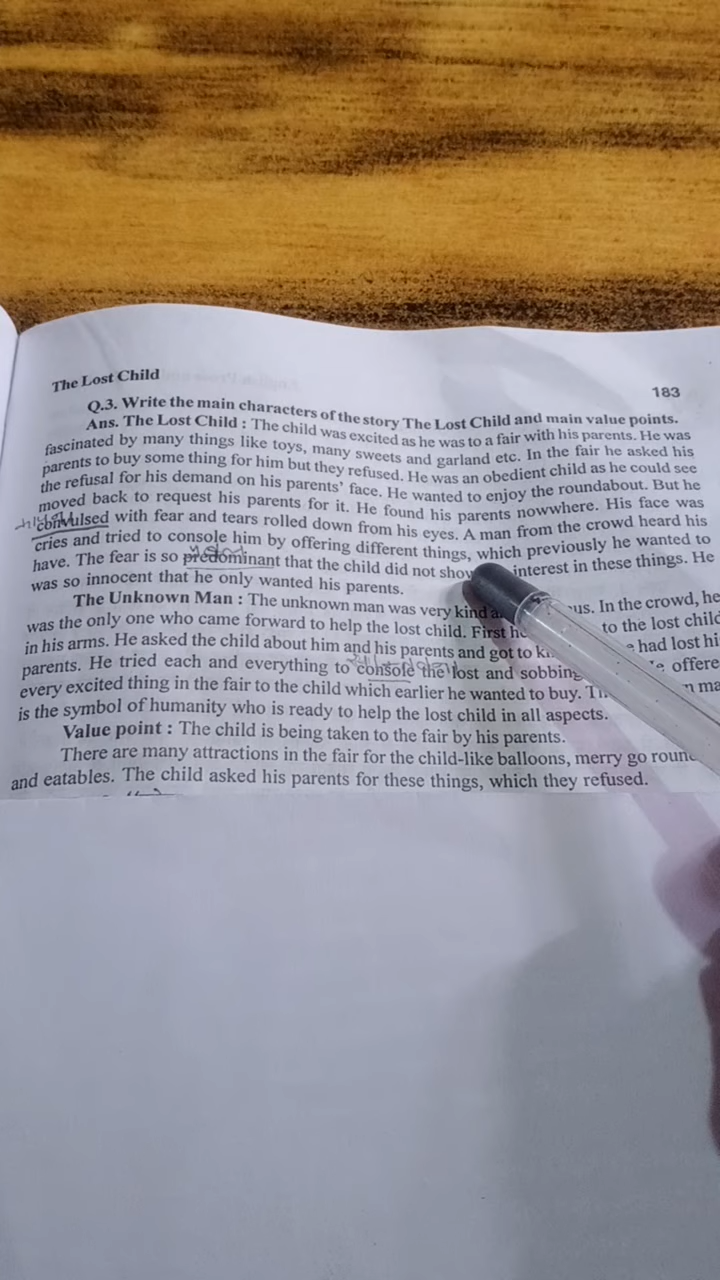 The Lost Child
183
Q.3. Write the main characters of the story The Lost Child and main value points.
Ans. The Lost Child : The child was excited as he was to a fair with his parents. He was
fascinated by many things like toys, many sweets and garland etc. In the fair he asked his
parents to buy some thing for him but they refused. He was an obedient child as he could see
the refusal for his demand on his parents' face. He wanted to enjoy the roundabout. But he
moved back to request his parents for it. He found his parents nowwhere. His face was
convulsed with fear and tears rolled down from his eyes. A man from the crowd heard his
cries and tried to console him by offering different things, which previously he wanted to
have. The fear is so predominant that the child did not interest in these things. He
was so innocent that he only wanted his parents.
The Unknown Man : The unknown man was very kind In the crowd, he
was the only one who came forward to help the lost child. First to the lost child
in his arms. He asked the child about him and his parents and got to had lost
parents. He tried each and everything to console the lost and sobbing
every excited thing in the fair to the child which earlier he wanted to buy.
is the symbol of humanity who is ready to help the lost child in all aspects.
Value point : The child is being taken to the fair by his parents.
There are many attractions in the fair for the child-like balloons, merry go
and eatables. The child asked his parents for these things, which they refused.